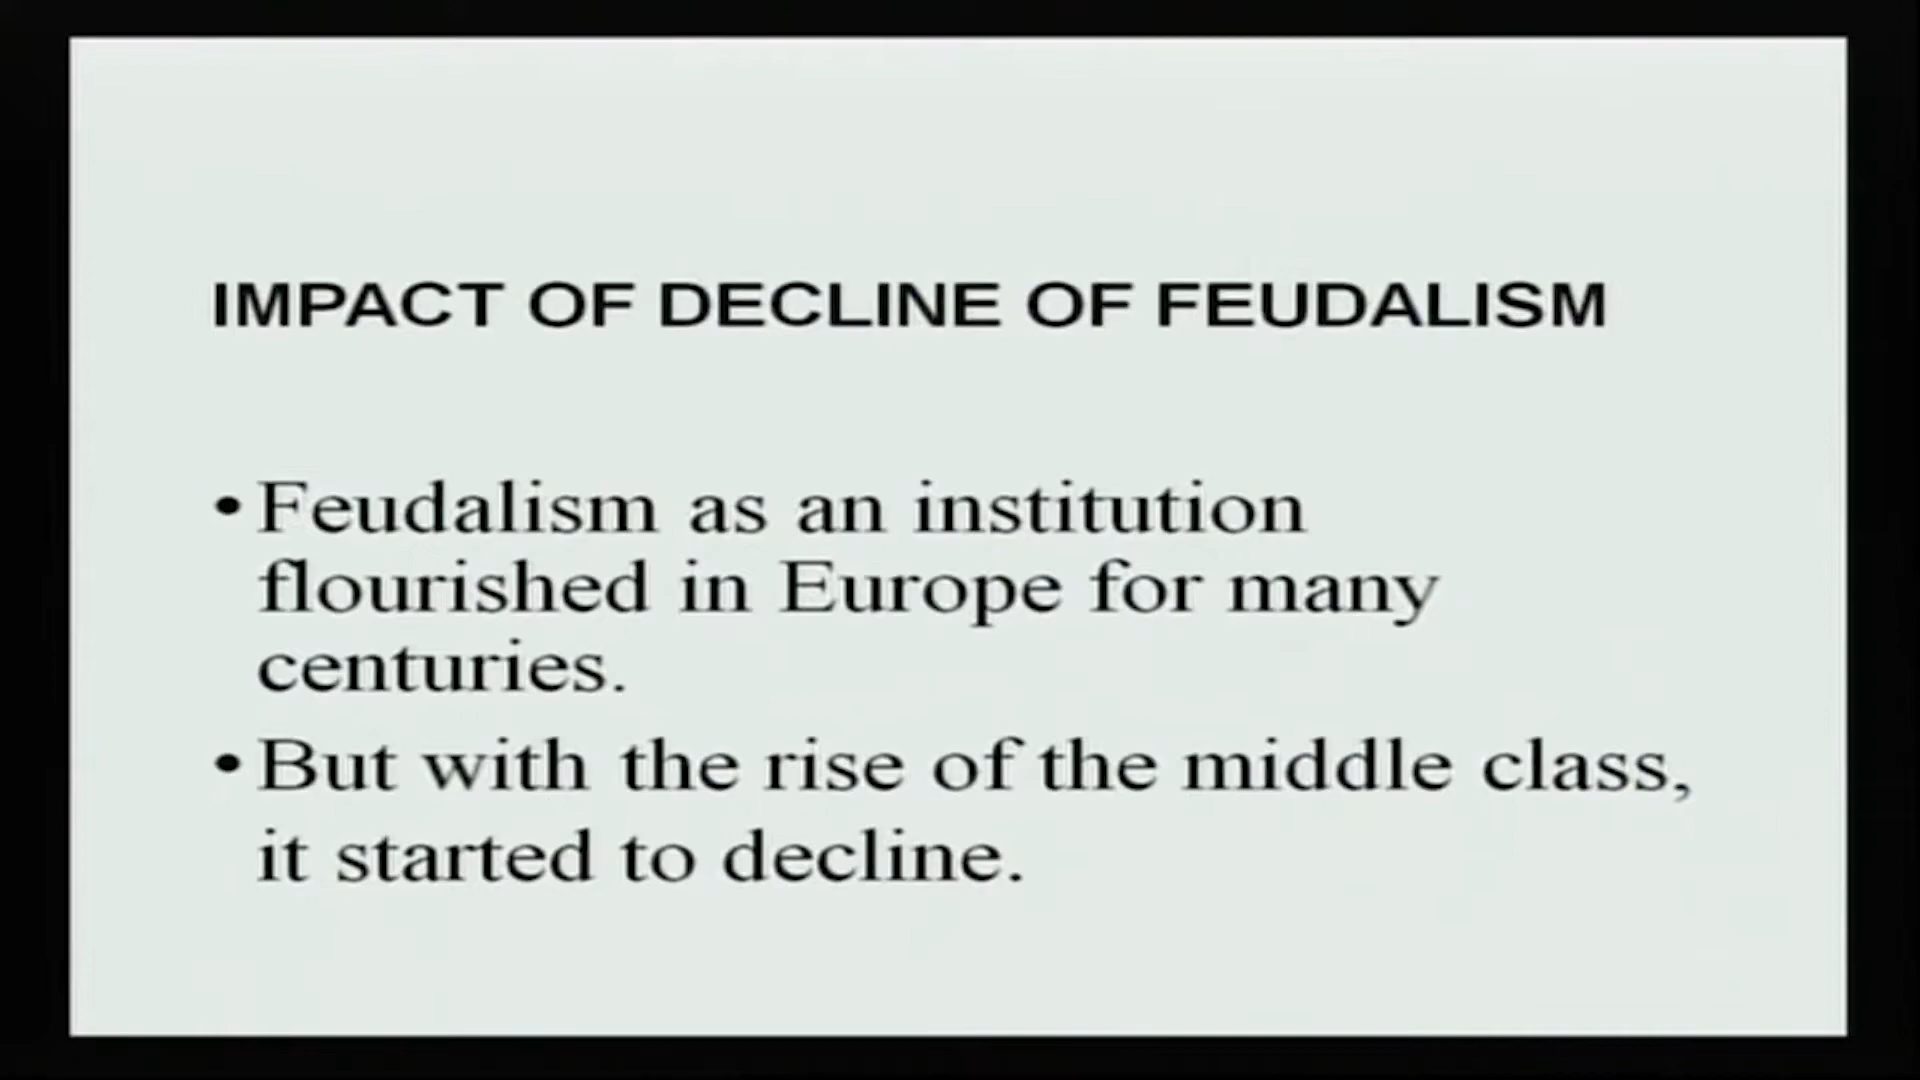 IMPACT OF DECLINE OF FEUDALISM
• Feudalism as an institution
flourished in Europe for many
centuries.
• But with the rise of the middle class,
it started to decline.